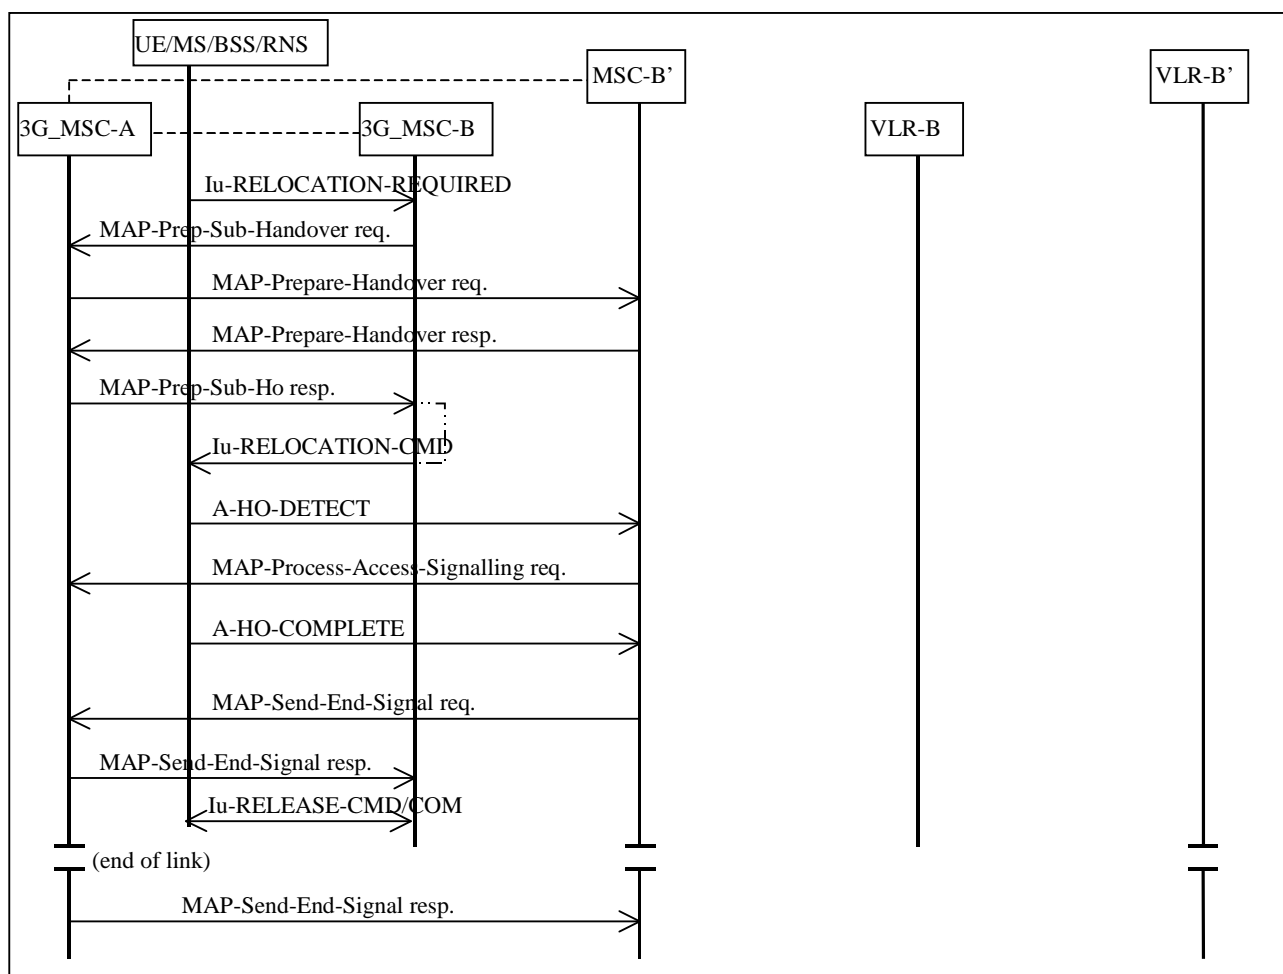 UE/MS/BSS/RNS
MSC-B’
VLR-B’
3G_MSC-A
3G_MSC-B
VLR-B
Iu-RELOCATION-REQUIRED
MAP-Prep-Sub-Handover req.
MAP-Prepare-Handover req.
MAP-Prepare-Handover resp.
MAP-Prep-Sub-Ho resp.
Iu-RELOCATION-CMD
A-HO-DETECT
MAP-Process-Access-Signalling req.
A-HO-COMPLETE
MAP-Send-End-Signal req.
MAP-Send-End-Signal resp.
Iu-RELEASE-CMD/COM
(end of link)
MAP-Send-End-Signal resp.